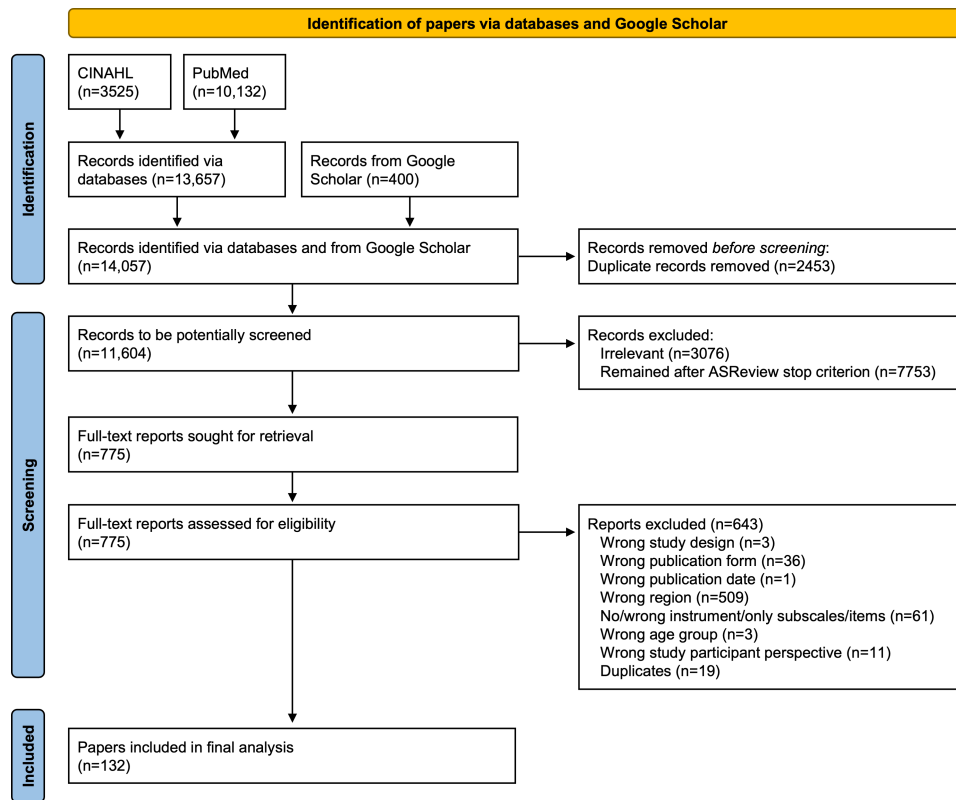 Identification of papers via databases and Google Scholar
Identification
CINAHL
(n=3525)
PubMed
(n=10,132)
Records identified via
databases (n=13,657)
Records from Google
Scholar (n=400)
Records identified via databases and from Google Scholar
(n=14,057)
Records removed before screening:
Duplicate records removed (n=2453)
Screening
Records to be potentially screened
(n=11,604)
Records excluded:
Irrelevant (n=3076)
Remained after ASReview stop criterion (n=7753)
Full-text reports sought for retrieval
(n=775)
Full-text reports assessed for eligibility
(n=775)
Reports excluded (n=643)
Wrong study design (n=3)
Wrong publication form (n=36)
Wrong publication date (n=1)
Wrong region (n=509)
No/wrong instrument/only subscales/items (n=61)
Wrong age group (n=3)
Wrong study participant perspective (n=11)
Duplicates (n=19)
Included
Papers included in final analysis
(n=132)